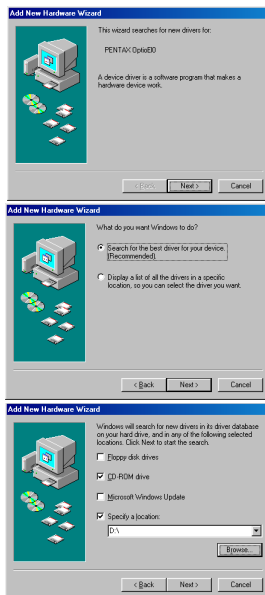 Add New Hardware Wizard
This wizard searches for new drivers for:
PENTAX OptioEI0
A device driver is a software program that makes a
hardware device work.
< Back Next > Cancel
Add New Hardware Wizard
What do you want Windows to do?
Search for the best driver for your device.
(Recommended).
Display a list of all the drivers in a specific
location, so you can select the driver you want.
< Back Next > Cancel
Add New Hardware Wizard
Windows will search for new drivers in its driver database
on your hard drive, and in any of the following selected
locations. Click Next to start the search.
Floppy disk drives
CD-ROM drive
Microsoft Windows Update
Specify a location:
D:\
Browse...
< Back Next > Cancel